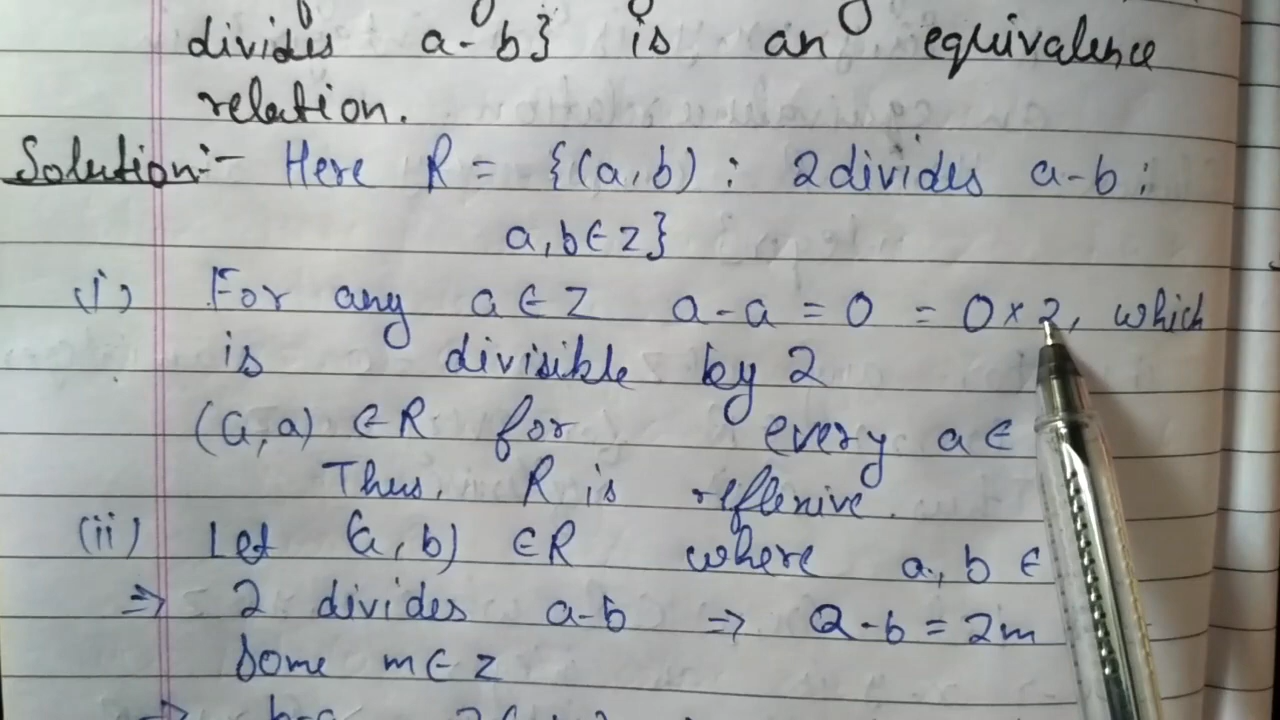 divides a-b} is an equivalence
relation.
Solution:- Here R = {(a,b) : 2 divides a-b ;
a,b ∈ z}
(i) For any a ∈ Z a-a = 0 = 0×2, which
is divisible by 2
(a,a) ∈R for every a ∈
Thus, R is reflexive.
(ii) Let (a,b) ∈R where a, b ∈
⇒ 2 divides a-b ⇒ a-b = 2m
some m ∈ z
⇒ b-a